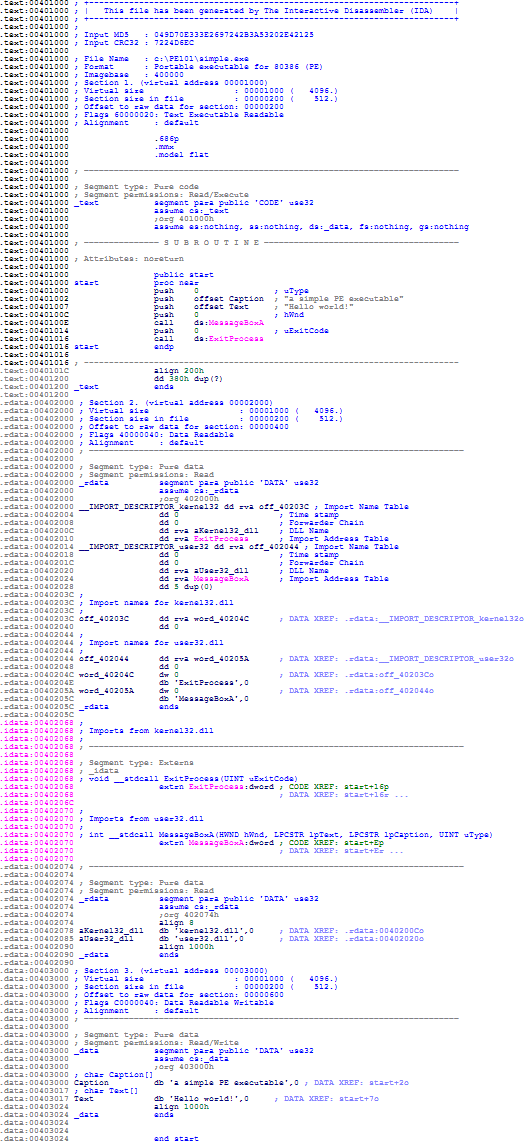 .text:00401000 ; +-------------------------------------------------------------------------+
.text:00401000 ; |   This file has been generated by The Interactive Disassembler (IDA)    |
.text:00401000 ; +-------------------------------------------------------------------------+
.text:00401000 ;
.text:00401000 ; Input MD5   : 049D70E333E2697242B3A53202E42125
.text:00401000 ; Input CRC32 : 7224D6EC
.text:00401000
.text:00401000 ; File Name   : c:\PE101\simple.exe
.text:00401000 ; Format      : Portable executable for 80386 (PE)
.text:00401000 ; Imagebase   : 400000
.text:00401000 ; Section 1. (virtual address 00001000)
.text:00401000 ; Virtual size                  : 00001000 (   4096.)
.text:00401000 ; Section size in file          : 00000200 (    512.)
.text:00401000 ; Offset to raw data for section: 00000200
.text:00401000 ; Flags 60000020: Text Executable Readable
.text:00401000 ; Alignment     : default
.text:00401000
.text:00401000                 .686p
.text:00401000                 .mmx
.text:00401000                 .model flat
.text:00401000
.text:00401000 ; ---------------------------------------------------------------------------
.text:00401000
.text:00401000 ; Segment type: Pure code
.text:00401000 ; Segment permissions: Read/Execute
.text:00401000 _text           segment para public 'CODE' use32
.text:00401000                 assume cs:_text
.text:00401000                 ;org 401000h
.text:00401000                 assume es:nothing, ss:nothing, ds:_data, fs:nothing, gs:nothing
.text:00401000
.text:00401000 ; --------------- S U B R O U T I N E ---------------------------------------
.text:00401000
.text:00401000 ; Attributes: noreturn
.text:00401000
.text:00401000                 public start
.text:00401000 start           proc near
.text:00401000                 push    0               ; uType
.text:00401002                 push    offset Caption  ; "a simple PE executable"
.text:00401007                 push    offset Text     ; "Hello world!"
.text:0040100C                 push    0               ; hWnd
.text:0040100E                 call    ds:MessageBoxA
.text:00401014                 push    0               ; uExitCode
.text:00401016                 call    ds:ExitProcess
.text:00401016 start           endp
.text:00401016
.text:00401016 ; ---------------------------------------------------------------------------
.text:0040101C                 align 200h
.text:00401200                 dd 380h dup(?)
.text:00401200 _text           ends
.text:00401200
.rdata:00402000 ; Section 2. (virtual address 00002000)
.rdata:00402000 ; Virtual size                  : 00001000 (   4096.)
.rdata:00402000 ; Section size in file          : 00000200 (    512.)
.rdata:00402000 ; Offset to raw data for section: 00000400
.rdata:00402000 ; Flags 40000040: Data Readable
.rdata:00402000 ; Alignment     : default
.rdata:00402000 ; ---------------------------------------------------------------------------
.rdata:00402000
.rdata:00402000 ; Segment type: Pure data
.rdata:00402000 ; Segment permissions: Read
.rdata:00402000 _rdata          segment para public 'DATA' use32
.rdata:00402000                 assume cs:_rdata
.rdata:00402000                 ;org 402000h
.rdata:00402000 __IMPORT_DESCRIPTOR_kernel32 dd rva off_40203C ; Import Name Table
.rdata:00402004                 dd 0                    ; Time stamp
.rdata:00402008                 dd 0                    ; Forwarder Chain
.rdata:0040200C                 dd rva aKernel32_dll    ; DLL Name
.rdata:00402010                 dd rva ExitProcess      ; Import Address Table
.rdata:00402014 __IMPORT_DESCRIPTOR_user32 dd rva off_402044 ; Import Name Table
.rdata:00402018                 dd 0                    ; Time stamp
.rdata:0040201C                 dd 0                    ; Forwarder Chain
.rdata:00402020                 dd rva aUser32_dll      ; DLL Name
.rdata:00402024                 dd rva MessageBoxA      ; Import Address Table
.rdata:00402028                 dd 5 dup(0)
.rdata:0040203C ;
.rdata:0040203C ; Import names for kernel32.dll
.rdata:0040203C ;
.rdata:0040203C off_40203C      dd rva word_40204C      ; DATA XREF: .rdata:__IMPORT_DESCRIPTOR_kernel32o
.rdata:00402040                 dd 0
.rdata:00402044 ;
.rdata:00402044 ; Import names for user32.dll
.rdata:00402044 ;
.rdata:00402044 off_402044      dd rva word_40205A      ; DATA XREF: .rdata:__IMPORT_DESCRIPTOR_user32o
.rdata:00402048                 dd 0
.rdata:0040204C word_40204C     dw 0                    ; DATA XREF: .rdata:off_40203Co
.rdata:0040204E                 db 'ExitProcess',0
.rdata:0040205A word_40205A     dw 0                    ; DATA XREF: .rdata:off_402044o
.rdata:0040205C                 db 'MessageBoxA',0
.rdata:0040205C _rdata          ends
.rdata:0040205C
.idata:00402068 ;
.idata:00402068 ; Imports from kernel32.dll
.idata:00402068 ;
.idata:00402068 ; ---------------------------------------------------------------------------
.idata:00402068
.idata:00402068 ; Segment type: Externs
.idata:00402068 ; _idata
.idata:00402068 ; void __stdcall ExitProcess(UINT uExitCode)
.idata:00402068                 extrn ExitProcess:dword ; CODE XREF: start+16p
.idata:00402068                                         ; DATA XREF: start+16r ...
.idata:0040206C
.idata:00402070 ;
.idata:00402070 ; Imports from user32.dll
.idata:00402070 ;
.idata:00402070 ; int __stdcall MessageBoxA(HWND hWnd, LPCSTR lpText, LPCSTR lpCaption, UINT uType)
.idata:00402070                 extrn MessageBoxA:dword ; CODE XREF: start+Ep
.idata:00402070                                         ; DATA XREF: start+Er ...
.idata:00402070
.rdata:00402074 ; ---------------------------------------------------------------------------
.rdata:00402074
.rdata:00402074 ; Segment type: Pure data
.rdata:00402074 ; Segment permissions: Read
.rdata:00402074 _rdata          segment para public 'DATA' use32
.rdata:00402074                 assume cs:_rdata
.rdata:00402074                 ;org 402074h
.rdata:00402074                 align 8
.rdata:00402078 aKernel32_dll   db 'kernel32.dll',0     ; DATA XREF: .rdata:0040200Co
.rdata:00402085 aUser32_dll     db 'user32.dll',0       ; DATA XREF: .rdata:00402020o
.rdata:00402090                 align 1000h
.rdata:00402090 _rdata          ends
.rdata:00402090
.data:00403000 ; Section 3. (virtual address 00003000)
.data:00403000 ; Virtual size                  : 00001000 (   4096.)
.data:00403000 ; Section size in file          : 00000200 (    512.)
.data:00403000 ; Offset to raw data for section: 00000600
.data:00403000 ; Flags C0000040: Data Readable Writable
.data:00403000 ; Alignment     : default
.data:00403000 ; ---------------------------------------------------------------------------
.data:00403000
.data:00403000 ; Segment type: Pure data
.data:00403000 ; Segment permissions: Read/Write
.data:00403000 _data           segment para public 'DATA' use32
.data:00403000                 assume cs:_data
.data:00403000                 ;org 403000h
.data:00403000 ; char Caption[]
.data:00403000 Caption         db 'a simple PE executable',0 ; DATA XREF: start+2o
.data:00403017 ; char Text[]
.data:00403017 Text            db 'Hello world!',0     ; DATA XREF: start+7o
.data:00403024                 align 1000h
.data:00403024 _data           ends
.data:00403024
.data:00403024
.data:00403024                 end start